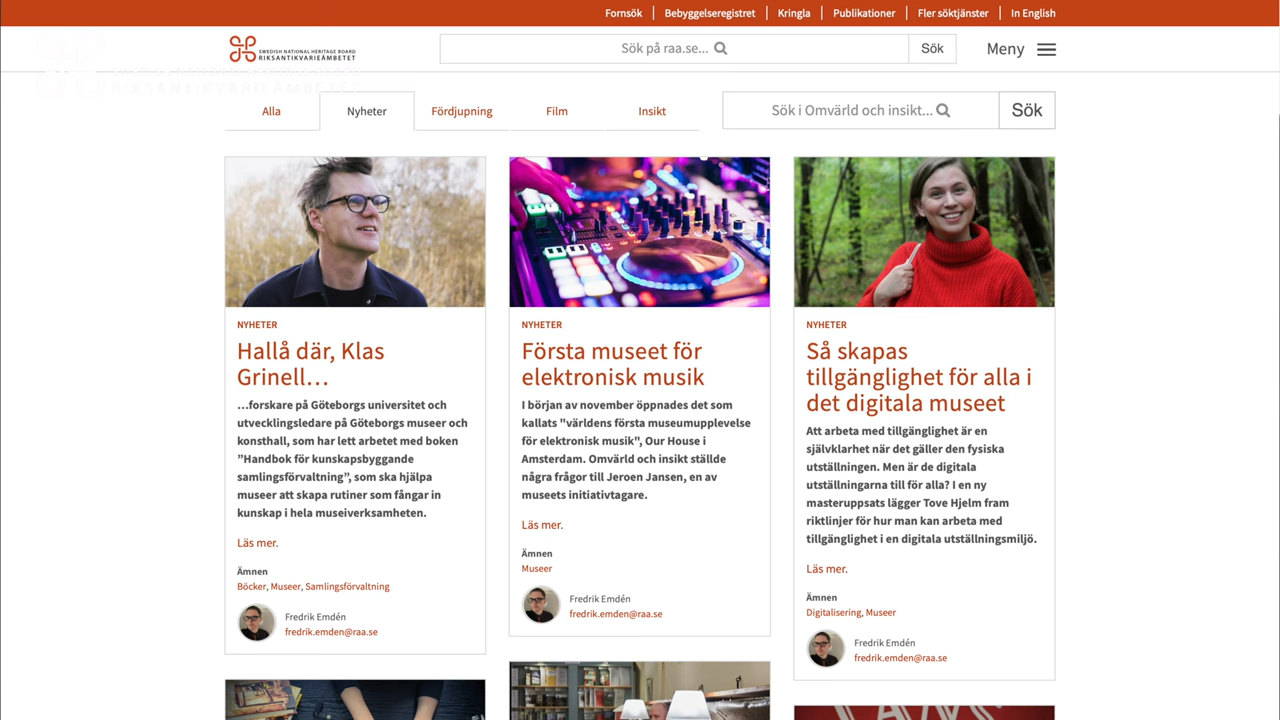 Fornsök
Bebyggelseregistret
Kringla
Publikationer
Fler söktjänster
In English
SWEDISH NATIONAL HERITAGE BOARD
RIKSANTIKVARIEÄMBETET
Sök på raa.se...
Sök
Meny
Alla
Nyheter
Fördjupning
Film
Insikt
Sök i Omvärld och insikt...
Sök
NYHETER
Hallå där, Klas
Grinell…
…forskare på Göteborgs universitet och
utvecklingsledare på Göteborgs museer och
konsthall, som har lett arbetet med boken
”Handbok för kunskapsbyggande
samlingsförvaltning”, som ska hjälpa
museer att skapa rutiner som fångar in
kunskap i hela museiverksamheten.
Läs mer.
Ämnen
Böcker, Museer, Samlingsförvaltning
Fredrik Emdén
fredrik.emden@raa.se
NYHETER
Första museet för
elektronisk musik
I början av november öppnades det som
kallats "världens första museumupplevelse
för elektronisk musik", Our House i
Amsterdam. Omvärld och insikt ställde
några frågor till Jeroen Jansen, en av
museets initiativtagare.
Läs mer.
Ämnen
Museer
Fredrik Emdén
fredrik.emden@raa.se
NYHETER
Så skapas
tillgänglighet för alla i
det digitala museet
Att arbeta med tillgänglighet är en
självklarhet när det gäller den fysiska
utställningen. Men är de digitala
utställningarna till för alla? I en ny
masteruppsats lägger Tove Hjelm fram
riktlinjer för hur man kan arbeta med
tillgänglighet i en digital utställningsmiljö.
Läs mer.
Ämnen
Digitalisering, Museer
Fredrik Emdén
fredrik.emden@raa.se